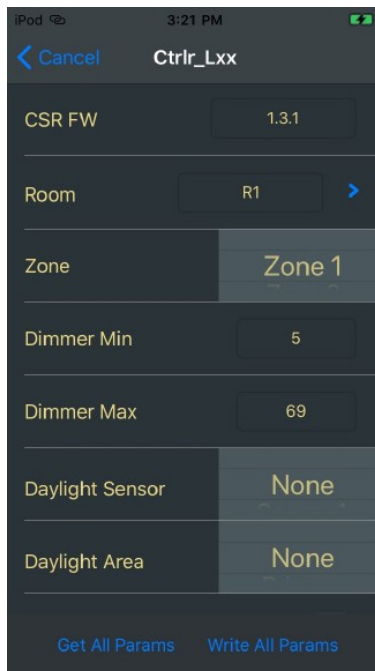 iPod 3:21 PM
Cancel Ctrlr_Lxx
CSR FW 1.3.1
Room R1
Zone Zone 1
Dimmer Min 5
Dimmer Max 69
Daylight Sensor None
Daylight Area None
Get All Params Write All Params